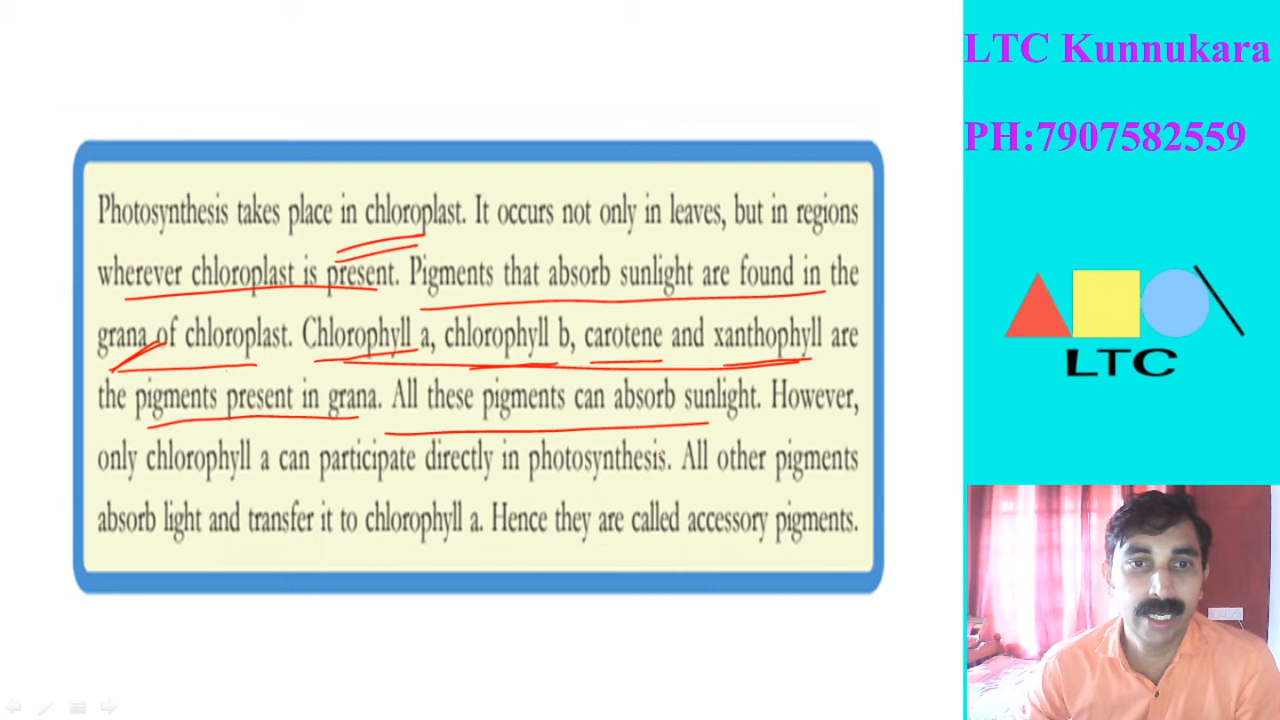 Photosynthesis takes place in chloroplast. It occurs not only in leaves, but in regions
wherever chloroplast is present. Pigments that absorb sunlight are found in the
grana of chloroplast. Chlorophyll a, chlorophyll b, carotene and xanthophyll are
the pigments present in grana. All these pigments can absorb sunlight. However,
only chlorophyll a can participate directly in photosynthesis. All other pigments
absorb light and transfer it to chlorophyll a. Hence they are called accessory pigments.
LTC Kunnukara
PH:7907582559
LTC